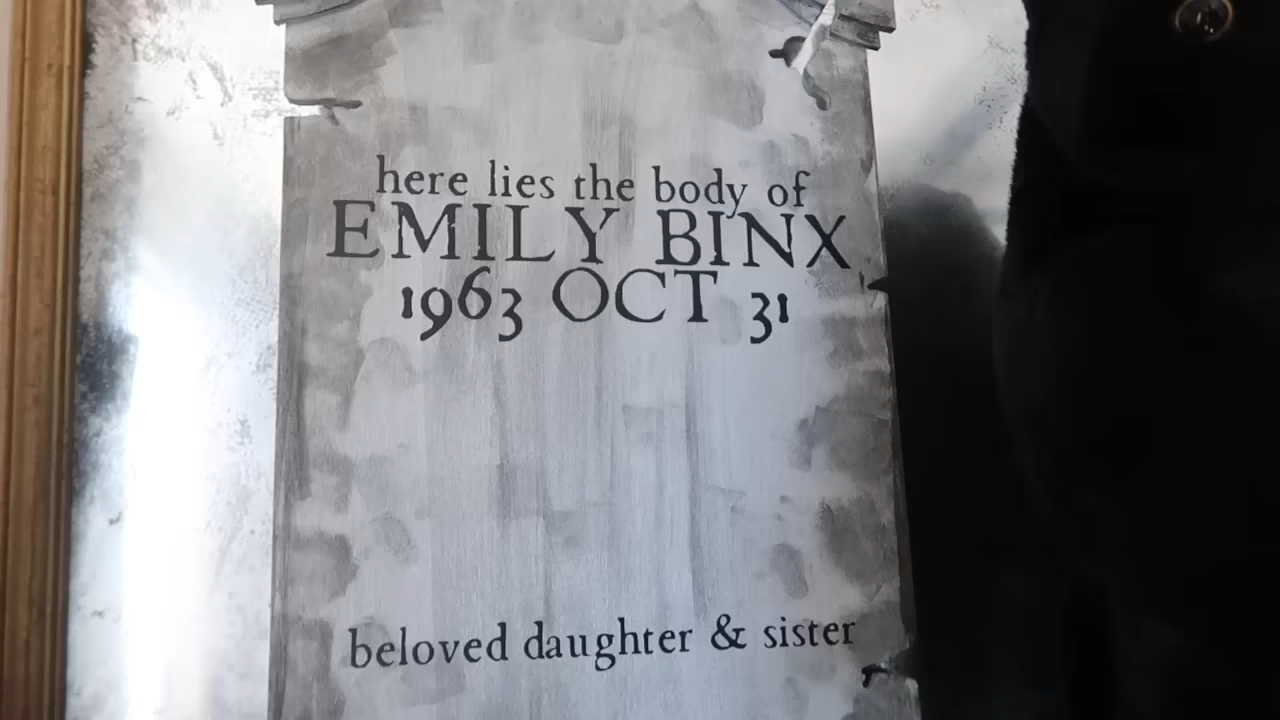 here lies the body of
EMILY BINX
1963 OCT 31
beloved daughter & sister